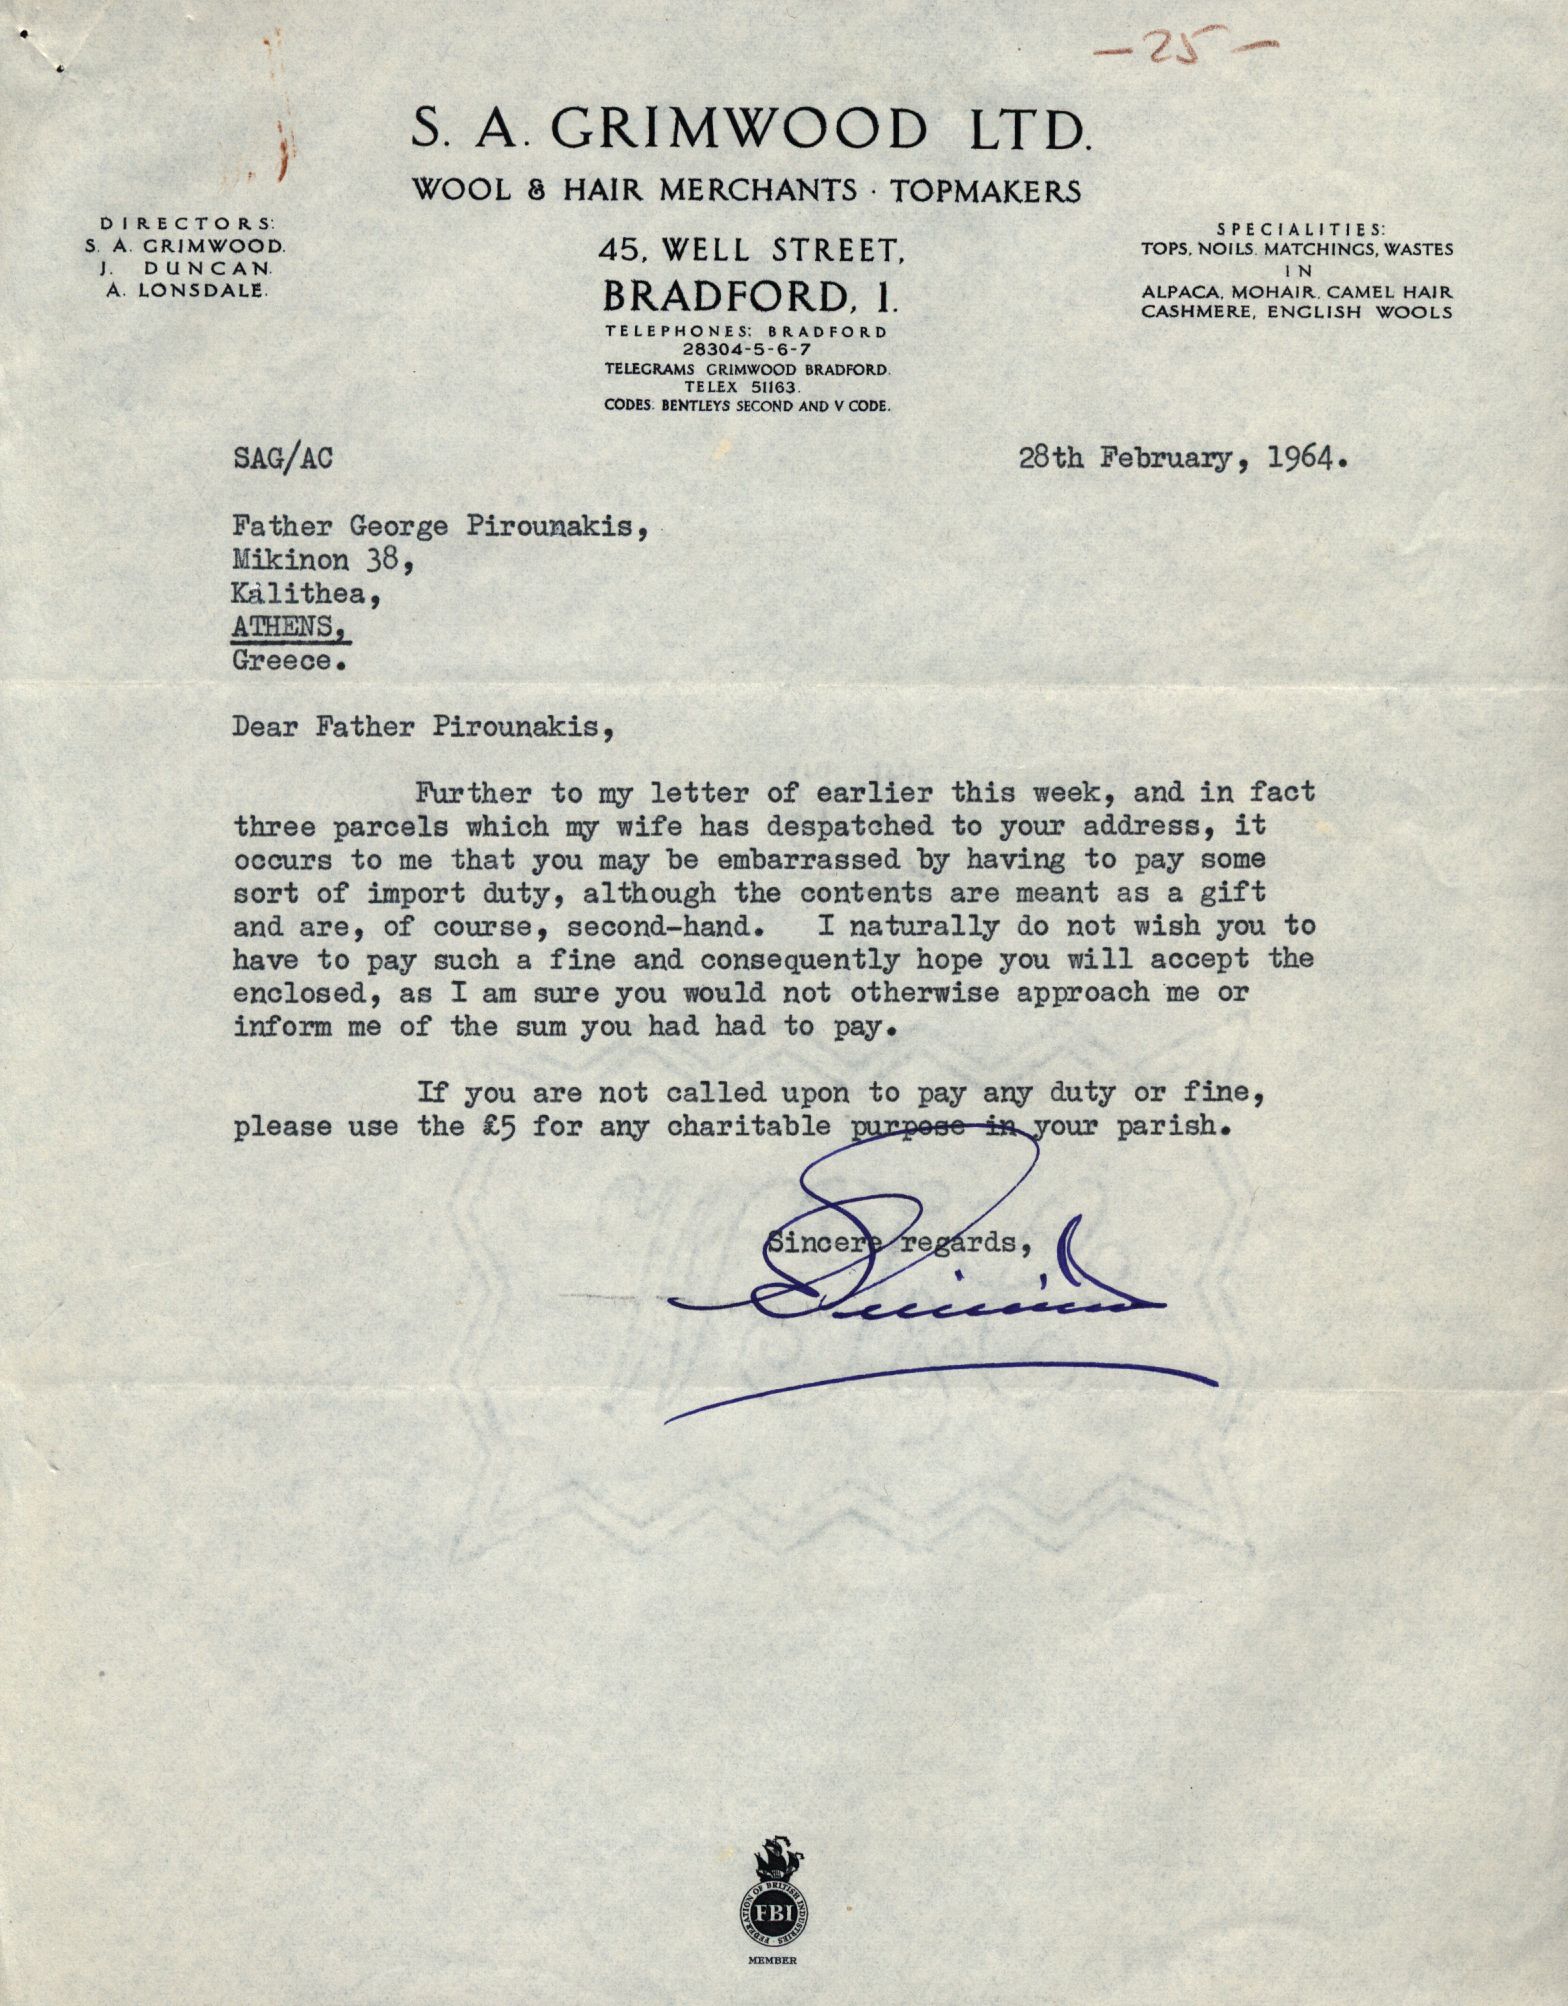 - 25 -
S. A. GRIMWOOD LTD.
WOOL & HAIR MERCHANTS · TOPMAKERS
DIRECTORS:
S. A. GRIMWOOD.
J. DUNCAN.
A. LONSDALE.
45, WELL STREET,
BRADFORD, 1.
TELEPHONES: BRADFORD
28304-5-6-7
TELEGRAMS GRIMWOOD BRADFORD.
TELEX 51163.
CODES. BENTLEYS SECOND AND V CODE.
SPECIALITIES:
TOPS, NOILS. MATCHINGS, WASTES
IN
ALPACA, MOHAIR, CAMEL HAIR
CASHMERE, ENGLISH WOOLS
SAG/AC
28th February, 1964.
Father George Pirounakis,
Mikinon 38,
Kalithea,
ATHENS,
Greece.
Dear Father Pirounakis,
Further to my letter of earlier this week, and in fact
three parcels which my wife has despatched to your address, it
occurs to me that you may be embarrassed by having to pay some
sort of import duty, although the contents are meant as a gift
and are, of course, second-hand. I naturally do not wish you to
have to pay such a fine and consequently hope you will accept the
enclosed, as I am sure you would not otherwise approach me or
inform me of the sum you had had to pay.
If you are not called upon to pay any duty or fine,
please use the £5 for any charitable purpose in your parish.
Sincere regards,
FEDERATION OF BRITISH INDUSTRIES
FBI
MEMBER